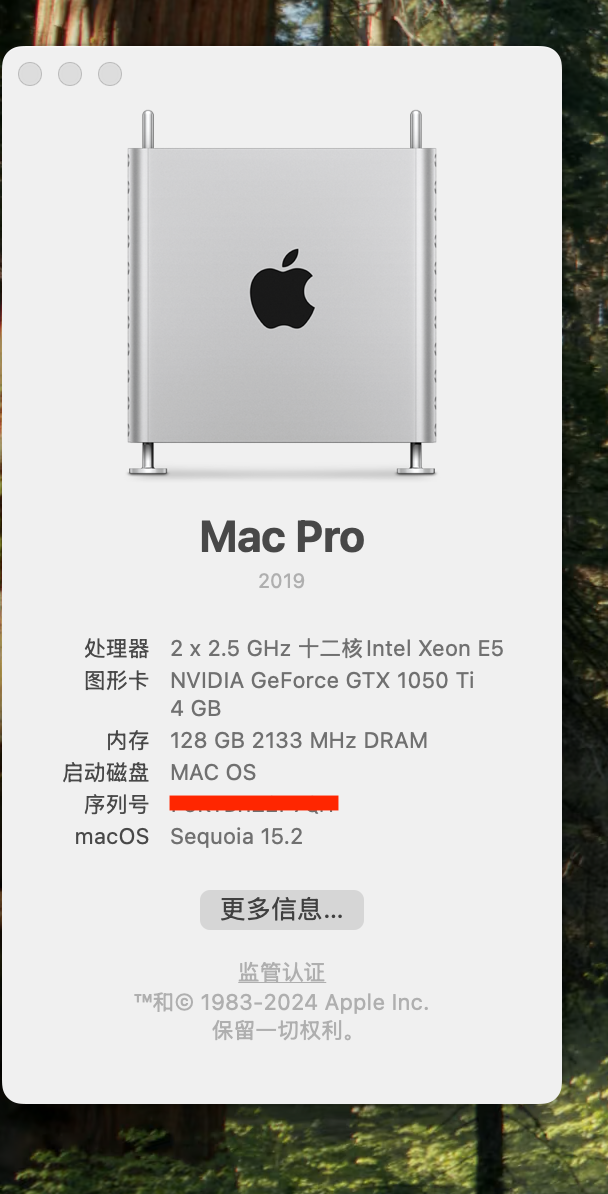 Mac Pro
2019
处理器 2 x 2.5 GHz 十二核Intel Xeon E5
图形卡 NVIDIA GeForce GTX 1050 Ti
4 GB
内存 128 GB 2133 MHz DRAM
启动磁盘 MAC OS
序列号
macOS Sequoia 15.2
更多信息...
监管认证
™和© 1983-2024 Apple Inc.
保留一切权利。